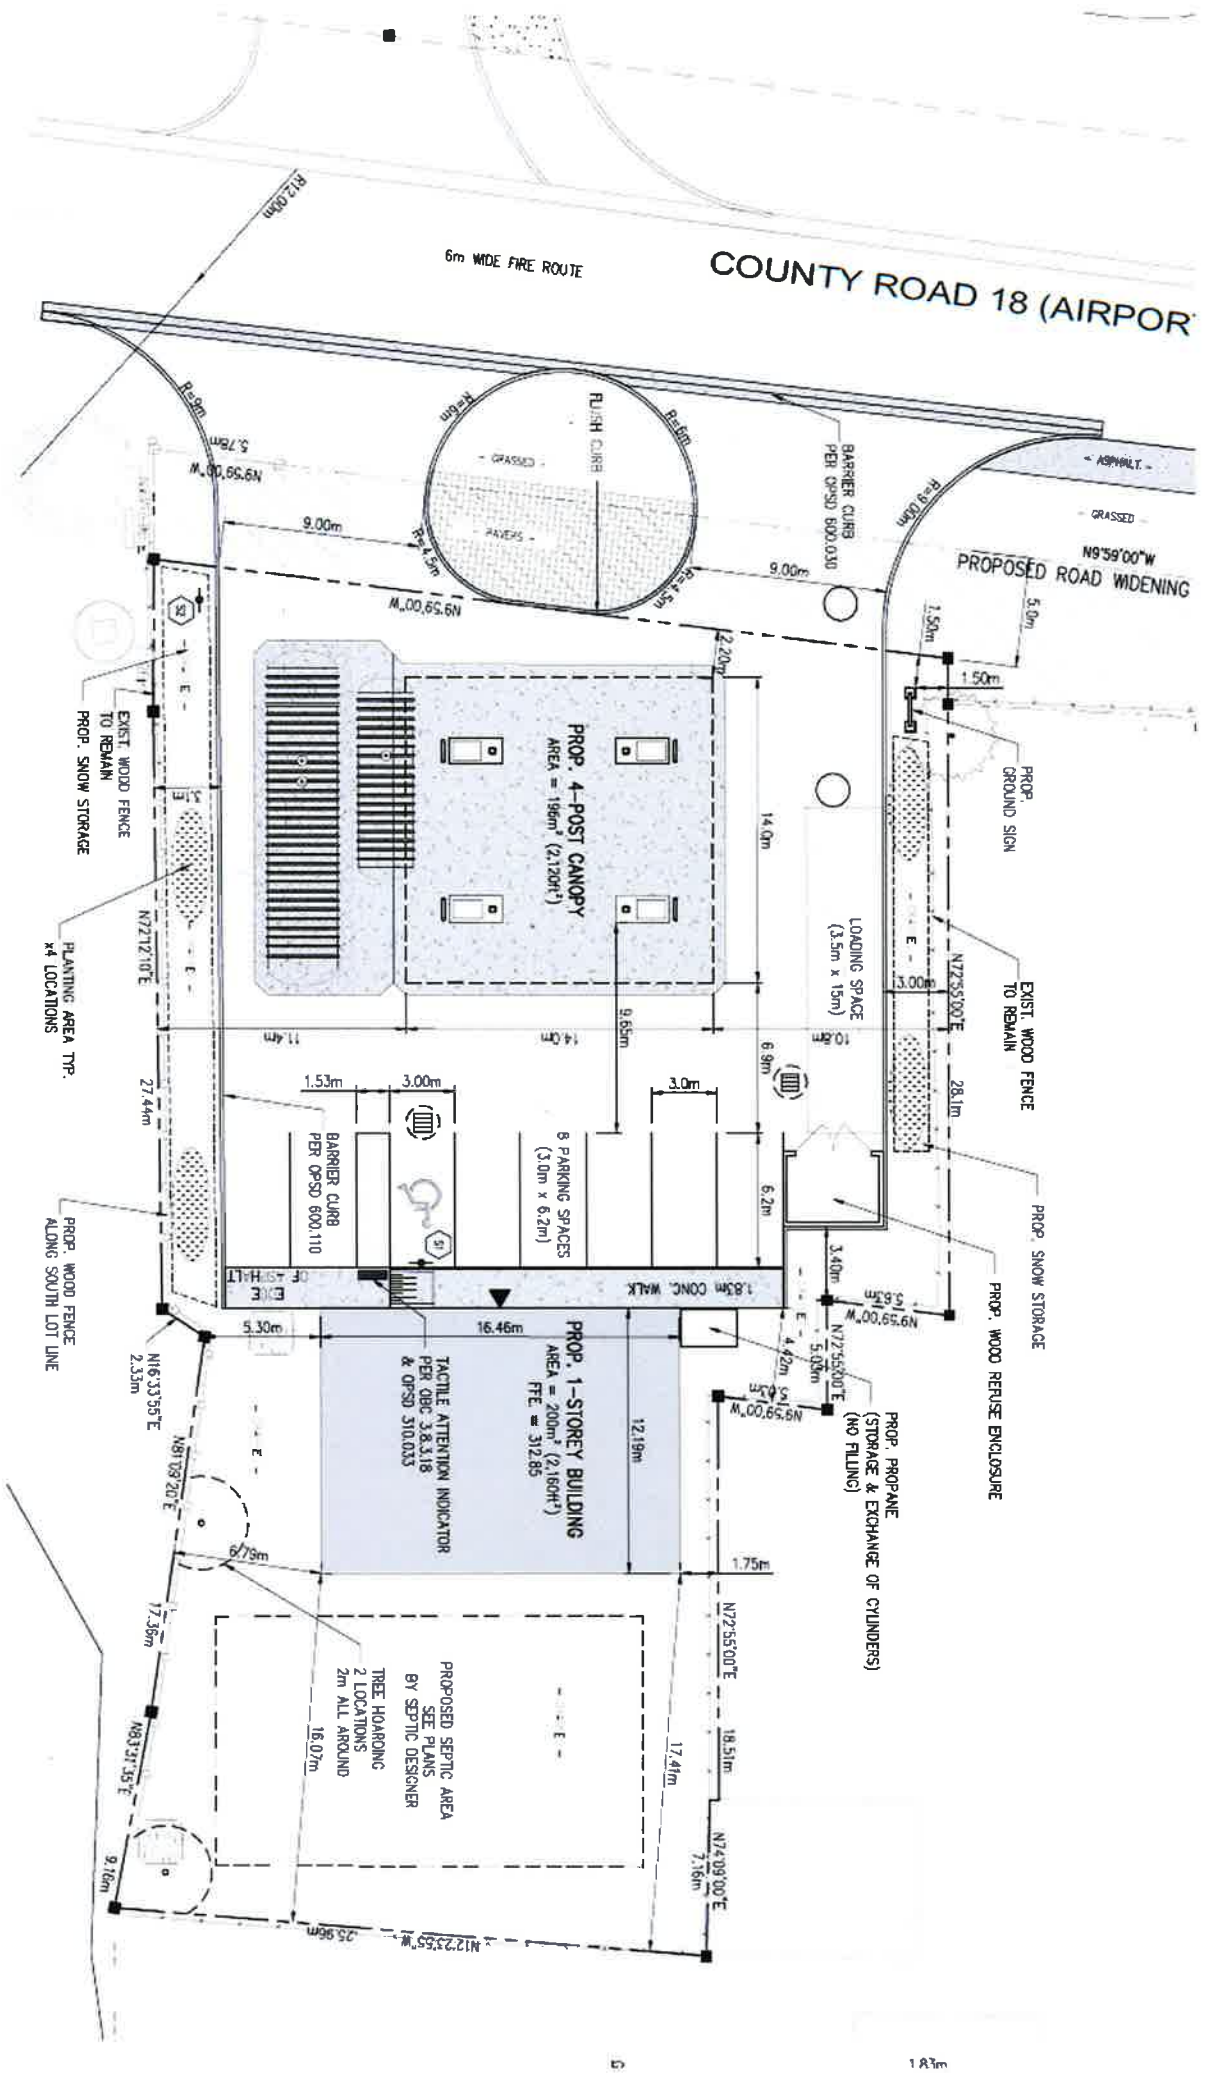 COUNTY ROAD 18 (AIRPOR
6m WIDE FIRE ROUTE
R12.00m
R=9m
5.78m
N9°59'00"W
R=6m
R=6m
FLUSH CURB
- GRASSED -
- PAVERS -
R=4.5m
R=4.5m
BARRIER CURB
PER OPSD 600.030
R=9.00m
- ASPHALT -
- GRASSED -
N9°59'00"W
PROPOSED ROAD WIDENING
5.0m
1.50m
1.50m
9.00m
9.00m
N9°59'00"W
2.20m
S2
EXIST. WOOD FENCE
TO REMAIN
PROP. SNOW STORAGE
PROP. 4-POST CANOPY
AREA = 196m² (2,120ft²)
14.0m
PROP.
GROUND SIGN
LOADING SPACE
(3.5m x 15m)
3.00m
N72°55'00"E
28.1m
EXIST. WOOD FENCE
TO REMAIN
PROP. SNOW STORAGE
PROP. WOOD REFUSE ENCLOSURE
N72°12'10"E
27.44m
PLANTING AREA TYP.
x4 LOCATIONS
11.4m
14.0m
10.8m
9.65m
6.9m
1.53m
3.00m
3.0m
BARRIER CURB
PER OPSD 600.110
8 PARKING SPACES
(3.0m x 6.2m)
6.2m
S1
EDGE
OF ASPHALT
1.83m CONC. WALK
3.40m
5.63m
N9°59'00"W
N72°55'00"E
5.03m
4.42m
5.03m
N9°59'00"W
PROP. WOOD FENCE
ALONG SOUTH LOT LINE
N16°33'55"E
2.33m
5.30m
16.46m
PROP. 1-STOREY BUILDING
AREA = 200m² (2,160ft²)
FFE = 312.85
12.19m
TACTILE ATTENTION INDICATOR
PER OBC 3.8.3.18
& OPSD 310.033
PROP. PROPANE
(STORAGE & EXCHANGE OF CYLINDERS)
(NO FILLING)
N81°09'20"E
17.36m
6.79m
1.75m
N72°55'00"E
18.51m
TREE HOARDING
2 LOCATIONS
2m ALL AROUND
PROPOSED SEPTIC AREA
SEE PLANS
BY SEPTIC DESIGNER
16.07m
17.41m
N83°31'35"E
9.16m
N74°09'00"E
7.16m
25.96m
N12°23'55"W
1.83m